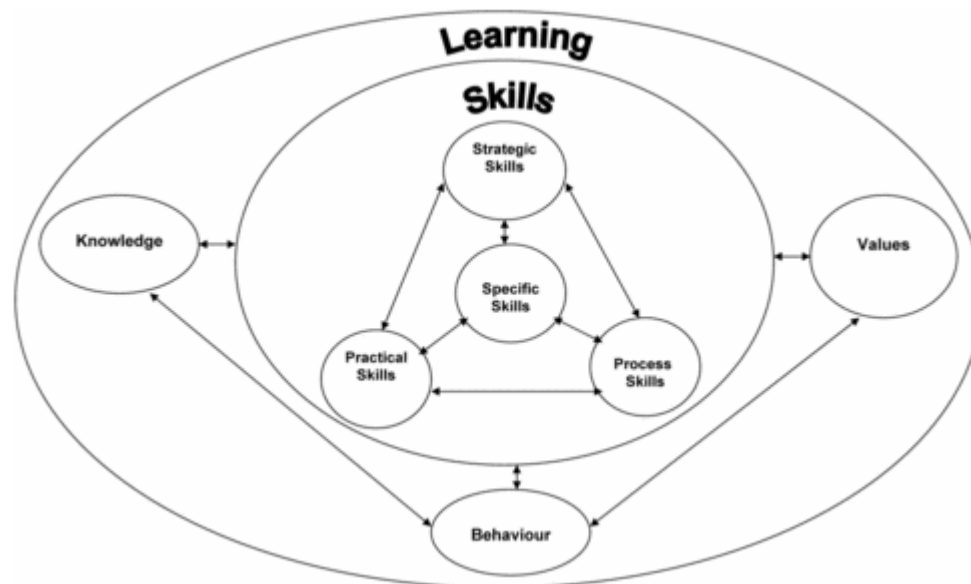 Learning
Skills
Strategic
Skills
Knowledge
Values
Specific
Skills
Practical
Skills
Process
Skills
Behaviour